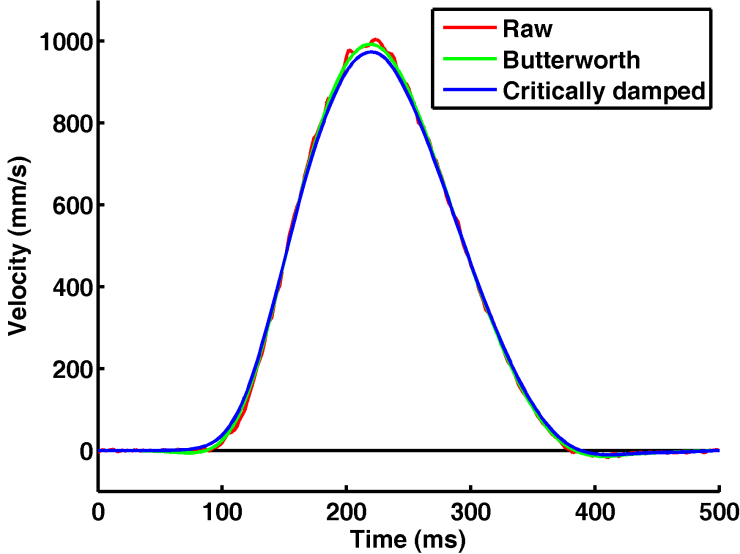 Raw
Butterworth
Critically damped
Velocity (mm/s)
1000
800
600
400
200
0
0 100 200 300 400 500
Time (ms)